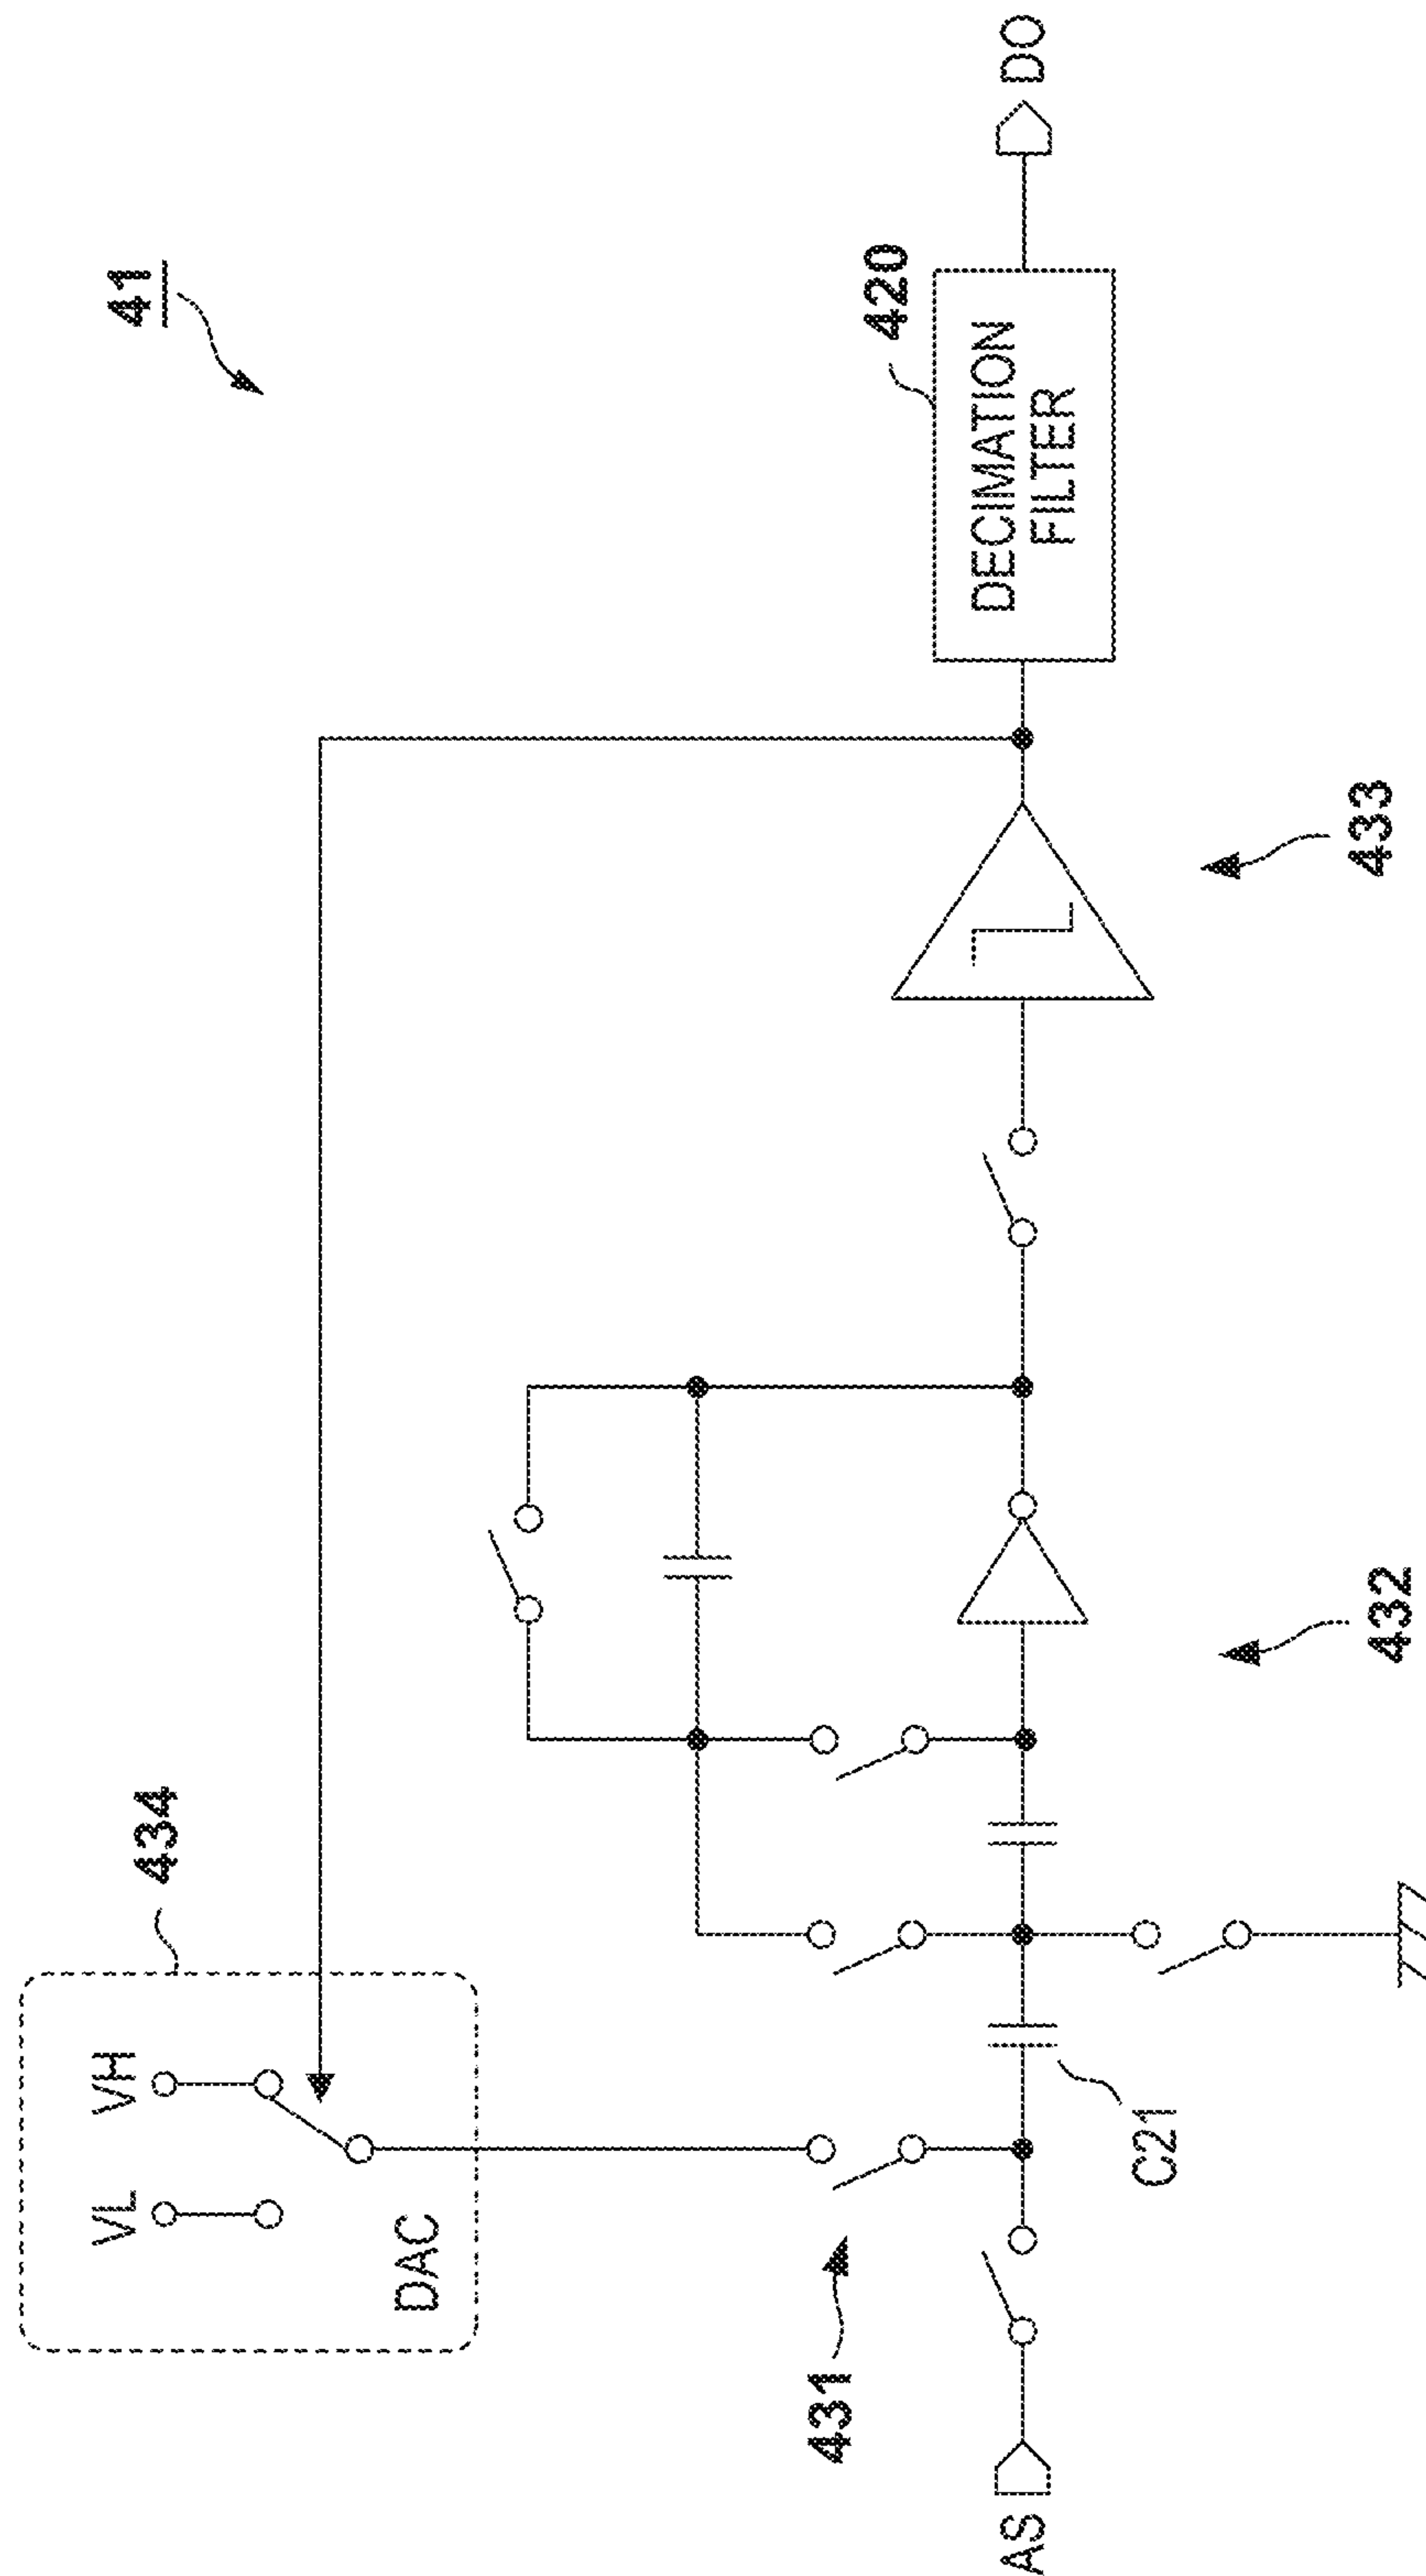 41
434
VL
VH
DAC
420
DECIMATION
FILTER
DO
431
AS
C21
432
433